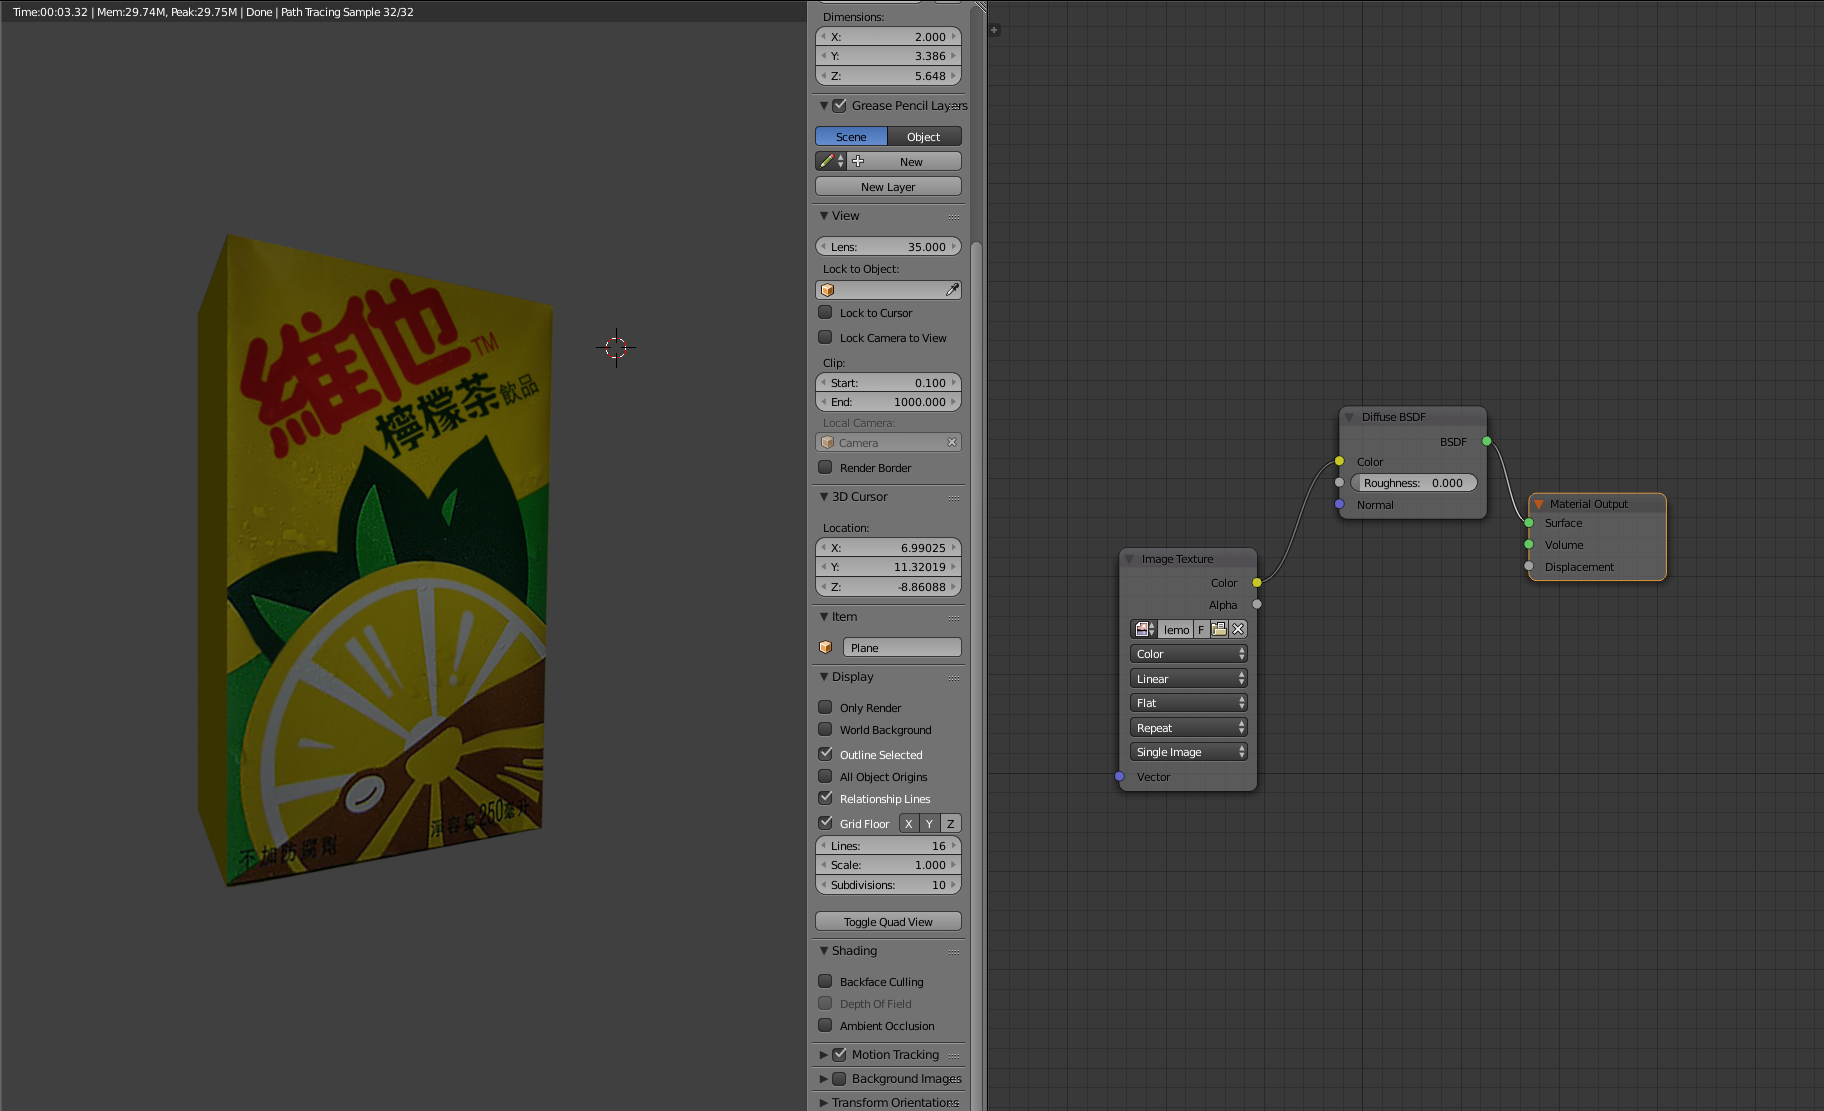 Time:00:03.32 | Mem:29.74M, Peak:29.75M | Done | Path Tracing Sample 32/32
維他
TM
檸檬茶飲品
淨容量250毫升
不加防腐劑
Dimensions:
X: 2.000
Y: 3.386
Z: 5.648
Grease Pencil Layers
Scene Object
New
New Layer
View
Lens: 35.000
Lock to Object:
Lock to Cursor
Lock Camera to View
Clip:
Start: 0.100
End: 1000.000
Local Camera:
Camera
Render Border
3D Cursor
Location:
X: 6.99025
Y: 11.32019
Z: -8.86088
Item
Plane
Display
Only Render
World Background
Outline Selected
All Object Origins
Relationship Lines
Grid Floor X Y Z
Lines: 16
Scale: 1.000
Subdivisions: 10
Toggle Quad View
Shading
Backface Culling
Depth Of Field
Ambient Occlusion
Motion Tracking
Background Images
Transform Orientations
Diffuse BSDF
BSDF
Color
Roughness: 0.000
Normal
Material Output
Surface
Volume
Displacement
Image Texture
Color
Alpha
lemo F
Color
Linear
Flat
Repeat
Single Image
Vector